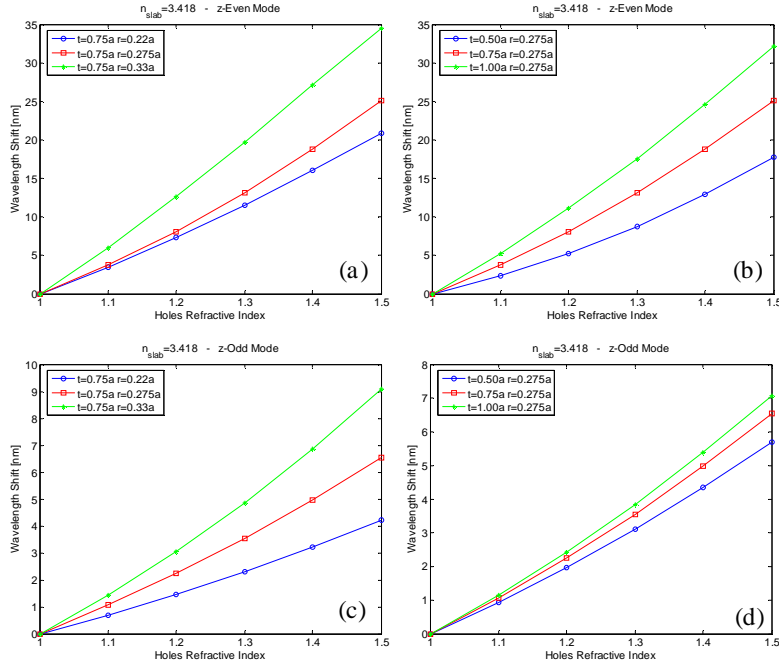 n_slab=3.418 - z-Even Mode
t=0.75a r=0.22a
t=0.75a r=0.275a
t=0.75a r=0.33a
35
30
25
20
15
10
5
0
Wavelength Shift [nm]
(a)
1 1.1 1.2 1.3 1.4 1.5
Holes Refractive Index
n_slab=3.418 - z-Even Mode
t=0.50a r=0.275a
t=0.75a r=0.275a
t=1.00a r=0.275a
35
30
25
20
15
10
5
0
Wavelength Shift [nm]
(b)
1 1.1 1.2 1.3 1.4 1.5
Holes Refractive Index
n_slab=3.418 - z-Odd Mode
t=0.75a r=0.22a
t=0.75a r=0.275a
t=0.75a r=0.33a
10
9
8
7
6
5
4
3
2
1
0
Wavelength Shift [nm]
(c)
1 1.1 1.2 1.3 1.4 1.5
Holes Refractive Index
n_slab=3.418 - z-Odd Mode
t=0.50a r=0.275a
t=0.75a r=0.275a
t=1.00a r=0.275a
8
7
6
5
4
3
2
1
0
Wavelength Shift [nm]
(d)
1 1.1 1.2 1.3 1.4 1.5
Holes Refractive Index